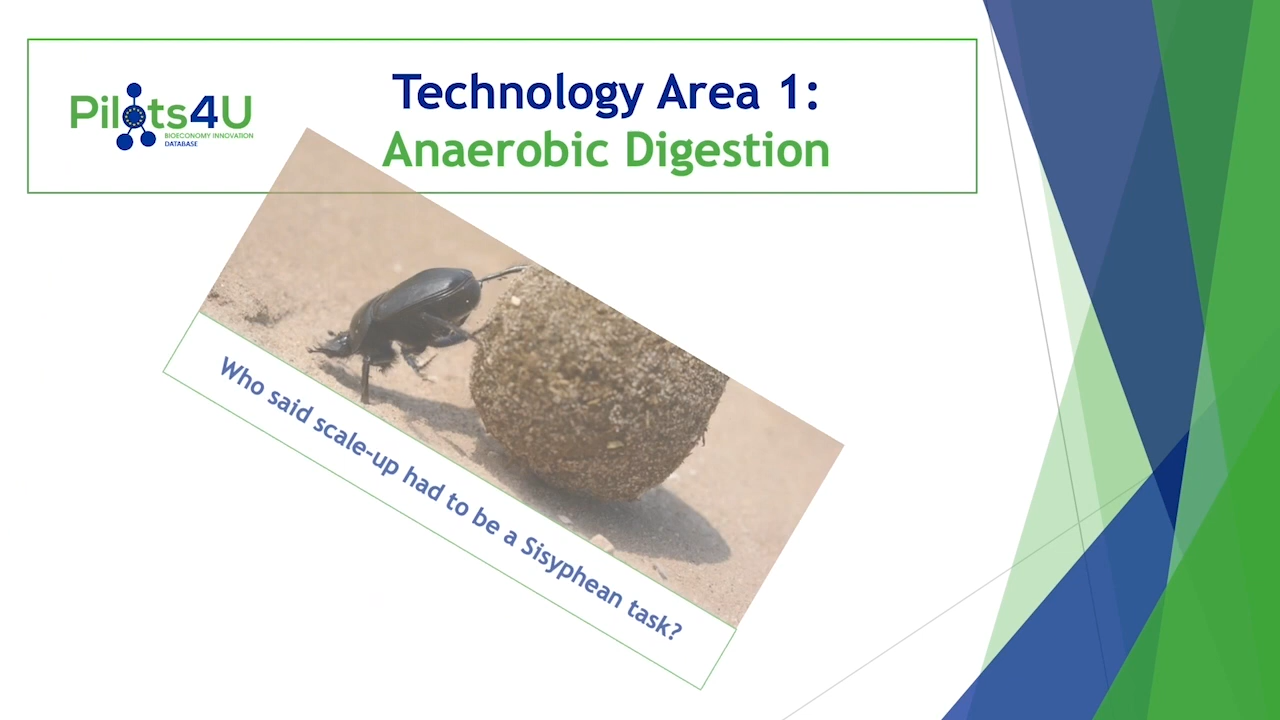 Pilots4U
BIOECONOMY INNOVATION
DATABASE
Technology Area 1:
Anaerobic Digestion
Who said scale-up had to be a Sisyphean task?